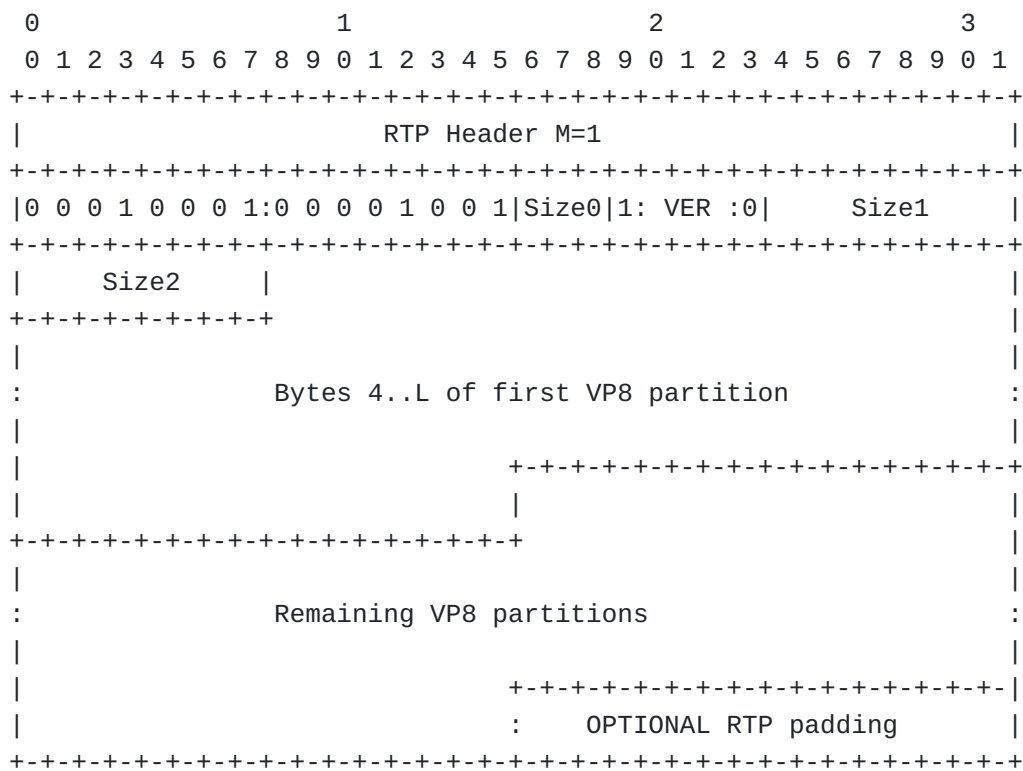 0                   1                   2                   3
 0 1 2 3 4 5 6 7 8 9 0 1 2 3 4 5 6 7 8 9 0 1 2 3 4 5 6 7 8 9 0 1
+-+-+-+-+-+-+-+-+-+-+-+-+-+-+-+-+-+-+-+-+-+-+-+-+-+-+-+-+-+-+-+-+
|                       RTP Header M=1                          |
+-+-+-+-+-+-+-+-+-+-+-+-+-+-+-+-+-+-+-+-+-+-+-+-+-+-+-+-+-+-+-+-+
|0 0 0 1 0 0 0 1:0 0 0 0 1 0 0 1|Size0|1: VER :0|     Size1     |
+-+-+-+-+-+-+-+-+-+-+-+-+-+-+-+-+-+-+-+-+-+-+-+-+-+-+-+-+-+-+-+-+
|     Size2     |                                               |
+-+-+-+-+-+-+-+-+                                               |
|                                                               |
:                Bytes 4..L of first VP8 partition              :
|                                                               |
|                               +-+-+-+-+-+-+-+-+-+-+-+-+-+-+-+-+
|                               |                               |
+-+-+-+-+-+-+-+-+-+-+-+-+-+-+-+-+                               |
|                                                               |
:                Remaining VP8 partitions                       :
|                                                               |
|                               +-+-+-+-+-+-+-+-+-+-+-+-+-+-+-+-|
|                               :    OPTIONAL RTP padding       |
+-+-+-+-+-+-+-+-+-+-+-+-+-+-+-+-+-+-+-+-+-+-+-+-+-+-+-+-+-+-+-+-+